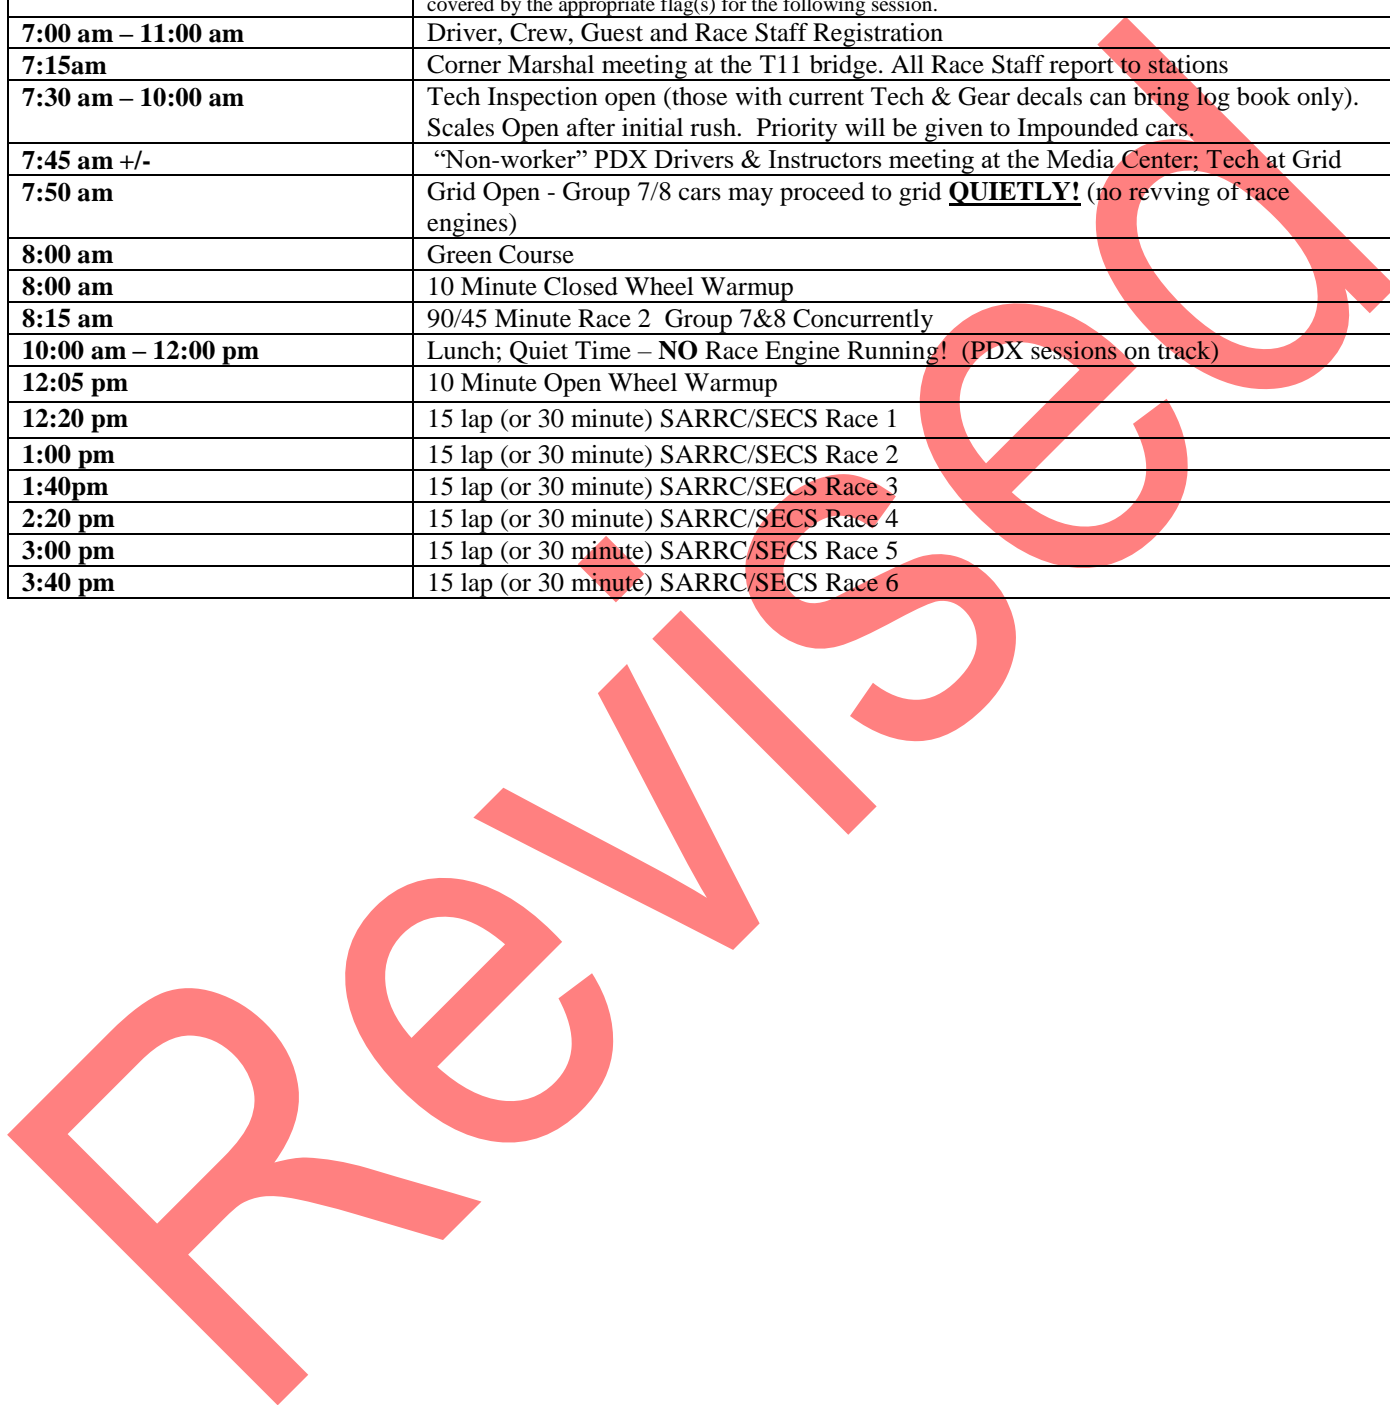 covered by the appropriate flag(s) for the following session.
7:00 am – 11:00 am Driver, Crew, Guest and Race Staff Registration
7:15am Corner Marshal meeting at the T11 bridge. All Race Staff report to stations
7:30 am – 10:00 am Tech Inspection open (those with current Tech & Gear decals can bring log book only).
Scales Open after initial rush.  Priority will be given to Impounded cars.
7:45 am +/- “Non-worker” PDX Drivers & Instructors meeting at the Media Center; Tech at Grid
7:50 am Grid Open - Group 7/8 cars may proceed to grid QUIETLY! (no revving of race
engines)
8:00 am Green Course
8:00 am 10 Minute Closed Wheel Warmup
8:15 am 90/45 Minute Race 2  Group 7&8 Concurrently
10:00 am – 12:00 pm Lunch; Quiet Time – NO Race Engine Running!  (PDX sessions on track)
12:05 pm 10 Minute Open Wheel Warmup
12:20 pm 15 lap (or 30 minute) SARRC/SECS Race 1
1:00 pm 15 lap (or 30 minute) SARRC/SECS Race 2
1:40pm 15 lap (or 30 minute) SARRC/SECS Race 3
2:20 pm 15 lap (or 30 minute) SARRC/SECS Race 4
3:00 pm 15 lap (or 30 minute) SARRC/SECS Race 5
3:40 pm 15 lap (or 30 minute) SARRC/SECS Race 6
Revised